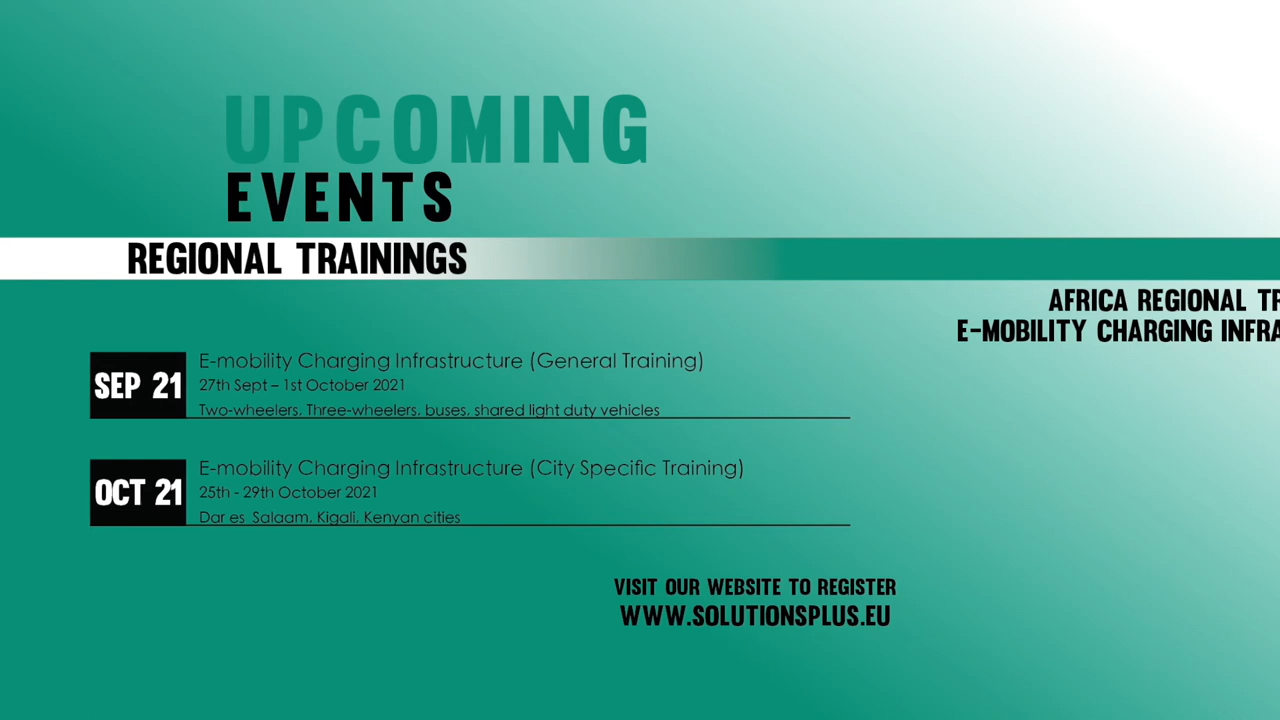 UPCOMING
EVENTS
REGIONAL TRAININGS
AFRICA REGIONAL
E-MOBILITY CHARGING
SEP 21
E-mobility Charging Infrastructure (General Training)
27th Sept – 1st October 2021
Two-wheelers, Three-wheelers, buses, shared light duty vehicles
OCT 21
E-mobility Charging Infrastructure (City Specific Training)
25th - 29th October 2021
Dar es Salaam, Kigali, Kenyan cities
VISIT OUR WEBSITE TO REGISTER
WWW.SOLUTIONSPLUS.EU